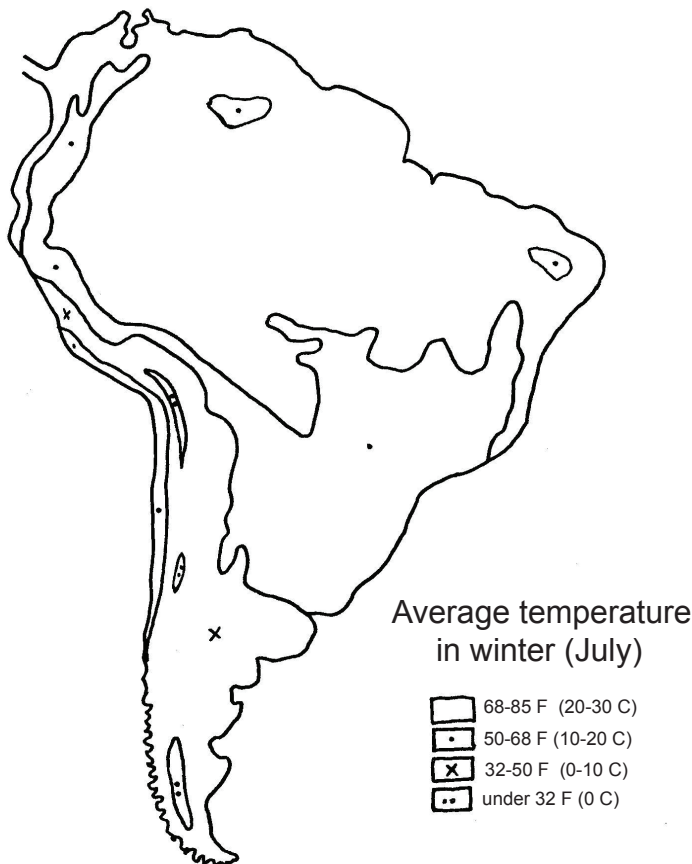 Average temperature
in winter (July)
68-85 F (20-30 C)
50-68 F (10-20 C)
32-50 F (0-10 C)
under 32 F (0 C)